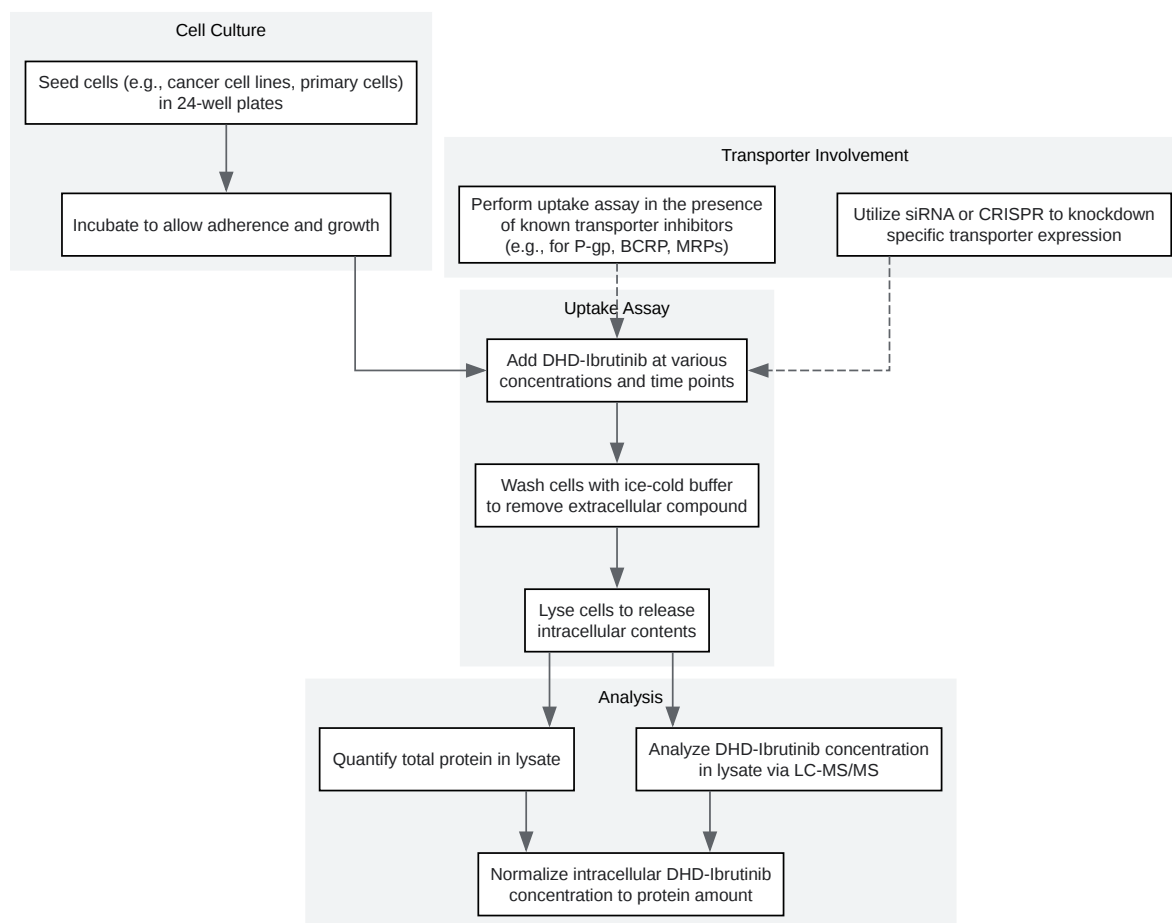 Cell Culture
Seed cells (e.g., cancer cell lines, primary cells)
in 24-well plates
Incubate to allow adherence and growth
Transporter Involvement
Perform uptake assay in the presence
of known transporter inhibitors
(e.g., for P-gp, BCRP, MRPs)
Utilize siRNA or CRISPR to knockdown
specific transporter expression
Uptake Assay
Add DHD-Ibrutinib at various
concentrations and time points
Wash cells with ice-cold buffer
to remove extracellular compound
Lyse cells to release
intracellular contents
Analysis
Quantify total protein in lysate
Analyze DHD-Ibrutinib concentration
in lysate via LC-MS/MS
Normalize intracellular DHD-Ibrutinib
concentration to protein amount